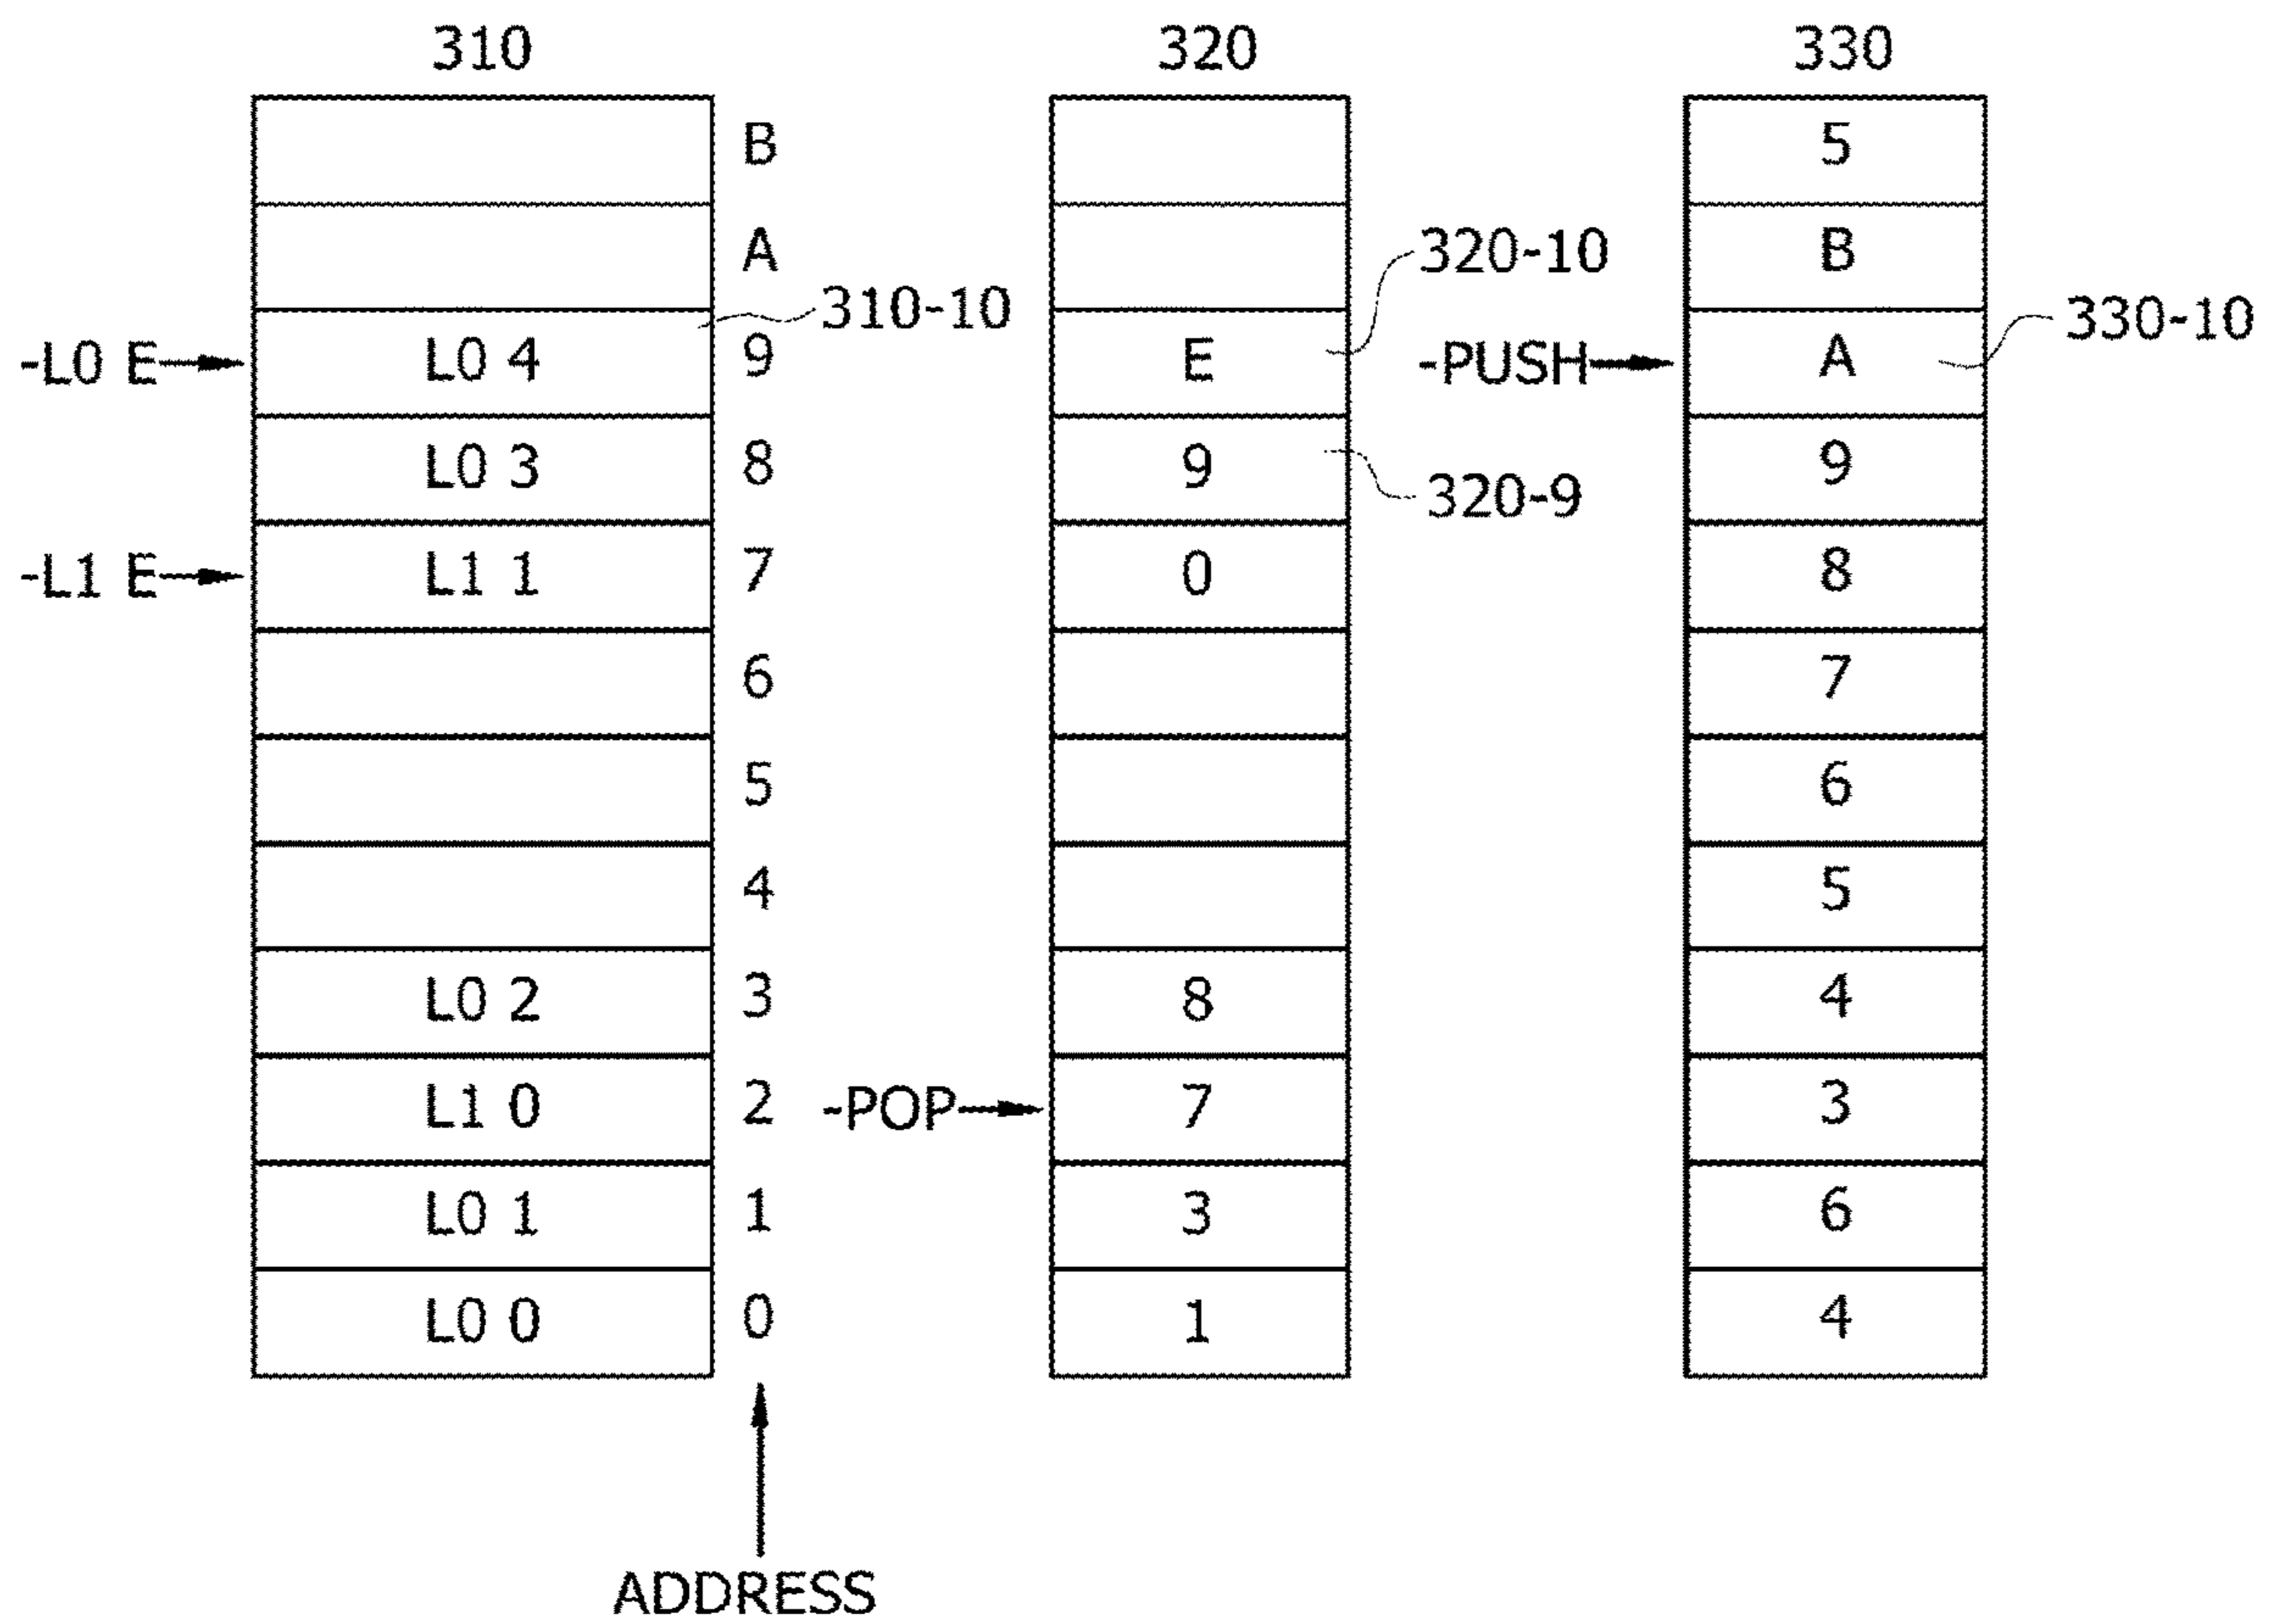 310 320 330
B 5
A B
320-10
310-10
-L0 E L0 4 9 E -PUSH A 330-10
L0 3 8 9 9
320-9
-L1 E L1 1 7 0 8
6 7
5 6
4 5
L0 2 3 8 4
L1 0 2 -POP 7 3
L0 1 1 3 6
L0 0 0 1 4
ADDRESS